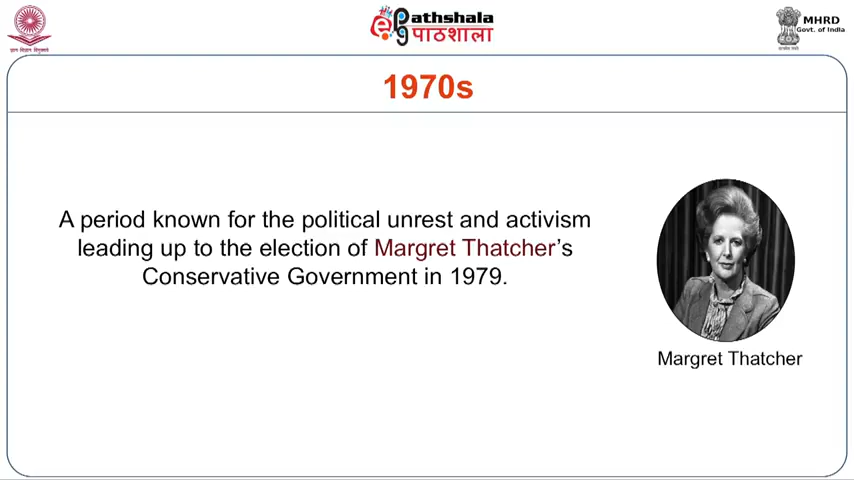 Pathshala
पाठशाला
MHRD
Govt. of India
1970s
A period known for the political unrest and activism
leading up to the election of Margret Thatcher's
Conservative Government in 1979.
Margret Thatcher